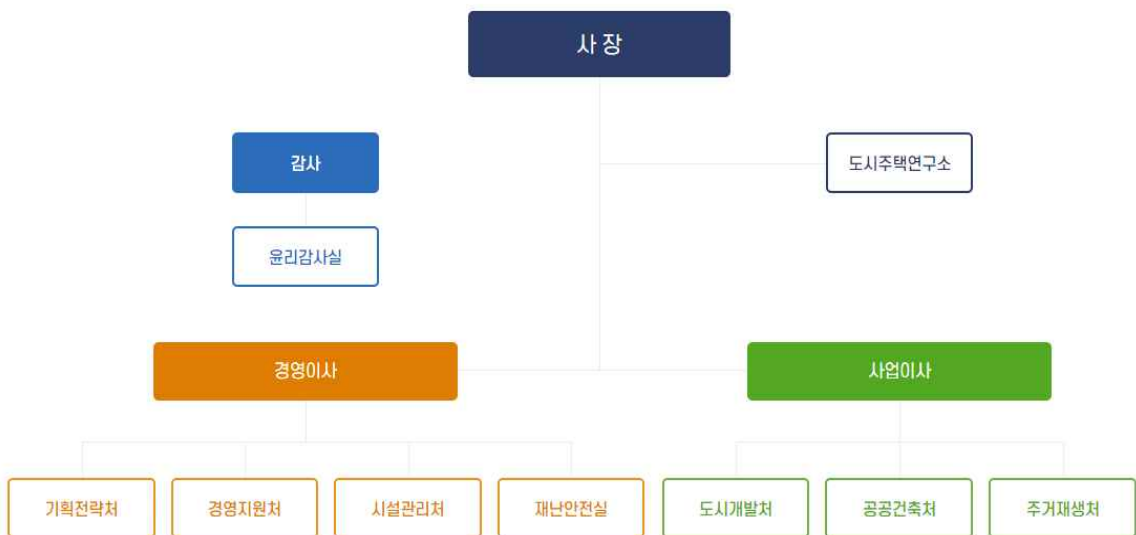 사 장
감사
도시주택연구소
윤리감사실
경영이사
사업이사
기획전략처
경영지원처
시설관리처
재난안전실
도시개발처
공공건축처
주거재생처